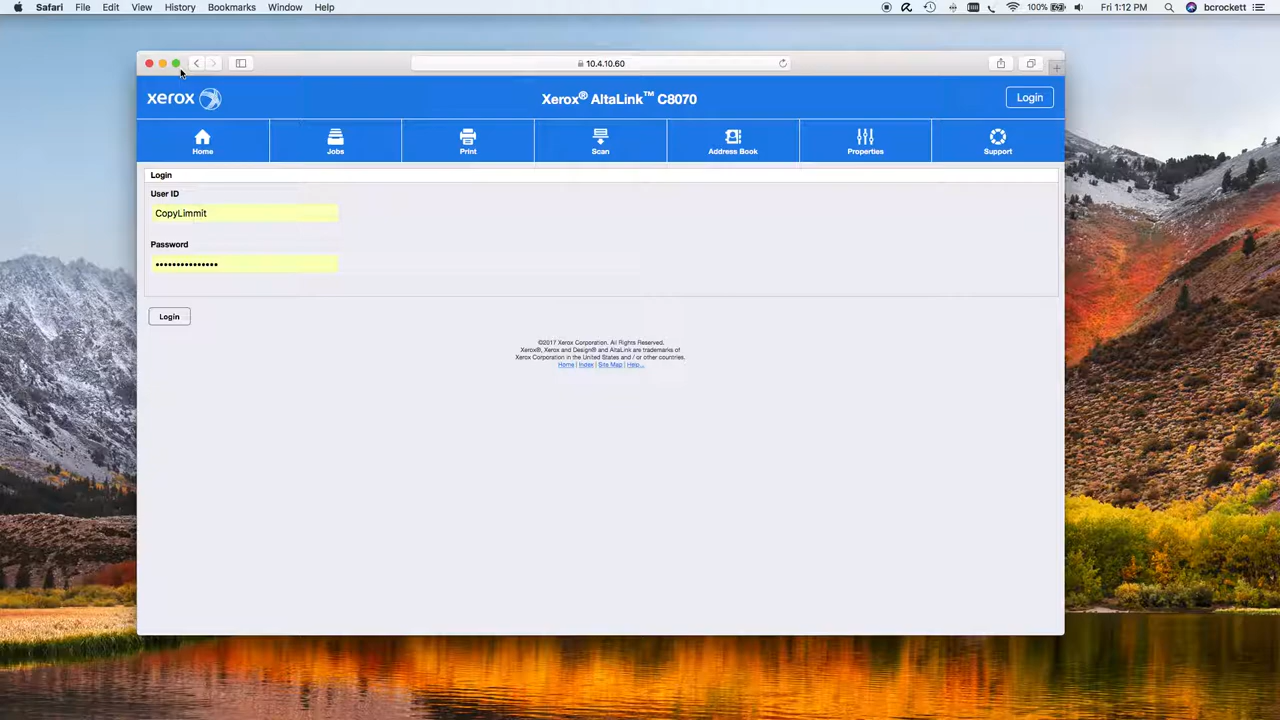 Safari File Edit View History Bookmarks Window Help 100% Fri 1:12 PM bcrockett
10.4.10.60
xerox Xerox® AltaLink™ C8070 Login
Home Jobs Print Scan Address Book Properties Support
Login
User ID
CopyLimmit
Password
•••••••••••••••
Login
©2017 Xerox Corporation. All Rights Reserved.
Xerox®, Xerox and Design® and AltaLink are trademarks of
Xerox Corporation in the United States and / or other countries.
Home | Index | Site Map | Help...